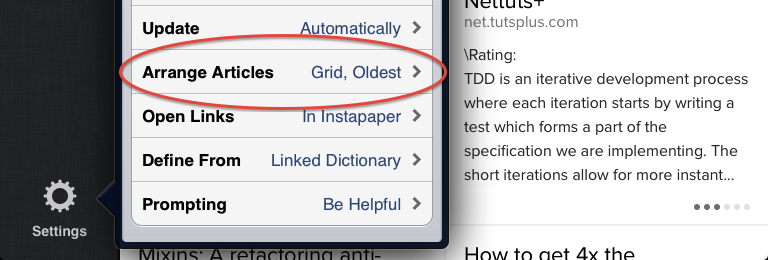 Update Automatically
Arrange Articles Grid, Oldest
Open Links In Instapaper
Define From Linked Dictionary
Prompting Be Helpful
Settings
Nettuts+
net.tutsplus.com
\Rating:
TDD is an iterative development process
where each iteration starts by writing a
test which forms a part of the
specification we are implementing. The
short iterations allow for more instant...
Mixins: A refactoring anti-
How to get 4x the